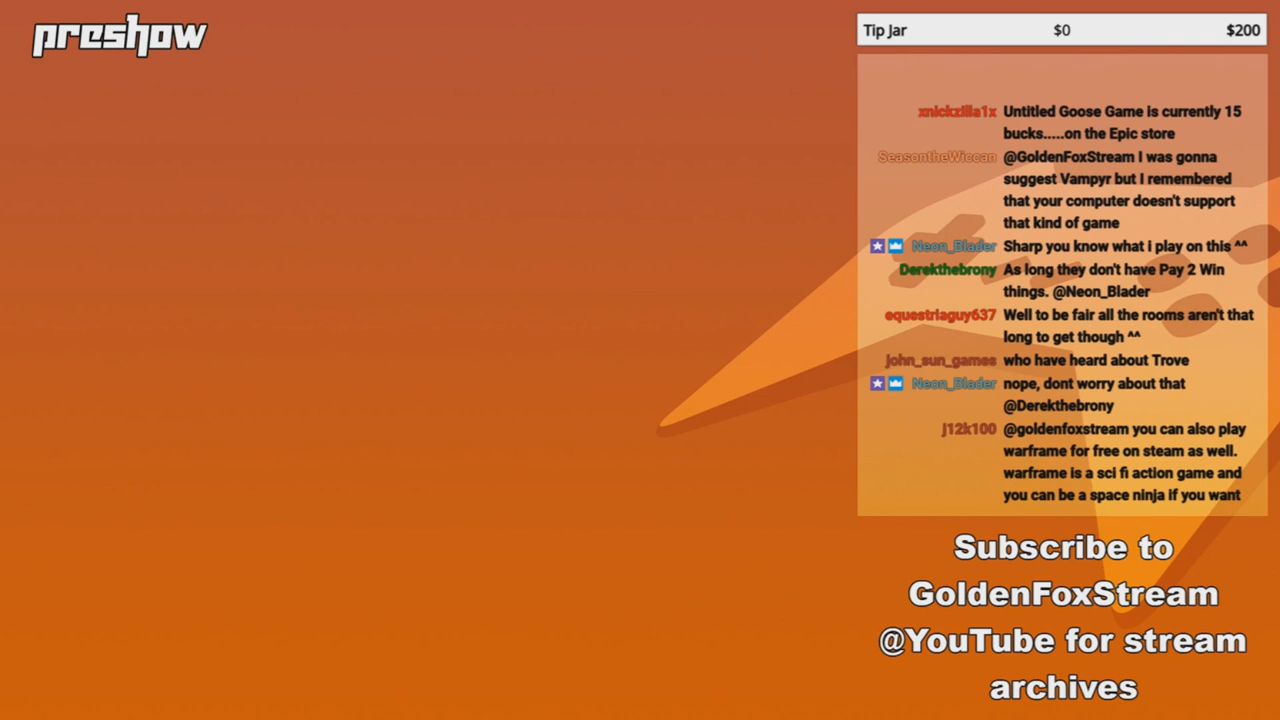 preshow
Tip Jar $0 $200
xnickzilla1x Untitled Goose Game is currently 15
bucks.....on the Epic store
SeasontheWiccan @GoldenFoxStream I was gonna
suggest Vampyr but I remembered
that your computer doesn't support
that kind of game
Neon_Blader Sharp you know what i play on this ^^
Derekthebrony As long they don't have Pay 2 Win
things. @Neon_Blader
equestriaguy637 Well to be fair all the rooms aren't that
long to get though ^^
john_sun_games who have heard about Trove
Neon_Blader nope, dont worry about that
@Derekthebrony
j12k100 @goldenfoxstream you can also play
warframe for free on steam as well.
warframe is a sci fi action game and
you can be a space ninja if you want
Subscribe to
GoldenFoxStream
@YouTube for stream
archives